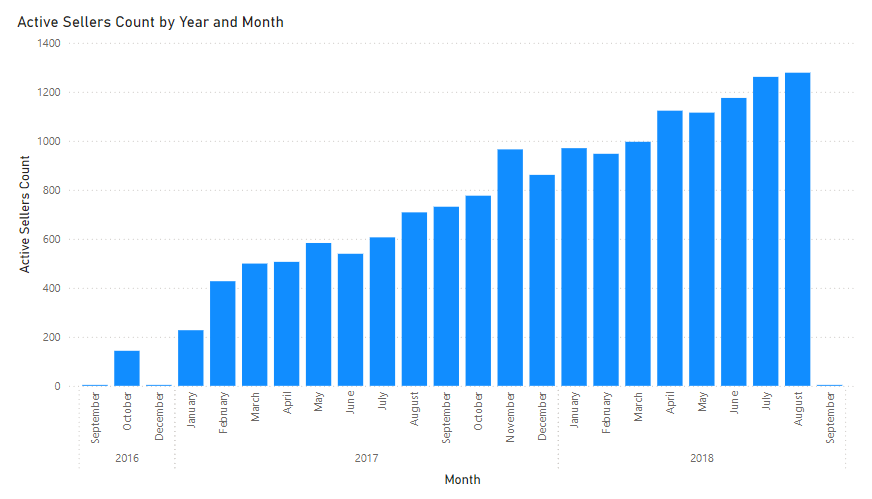 Active Sellers Count by Year and Month
1400
1200
1000
800
600
400
200
0
Active Sellers Count
September
October
December
January
February
March
April
May
June
July
August
September
October
November
December
January
February
March
April
May
June
July
August
September
2016
2017
2018
Month